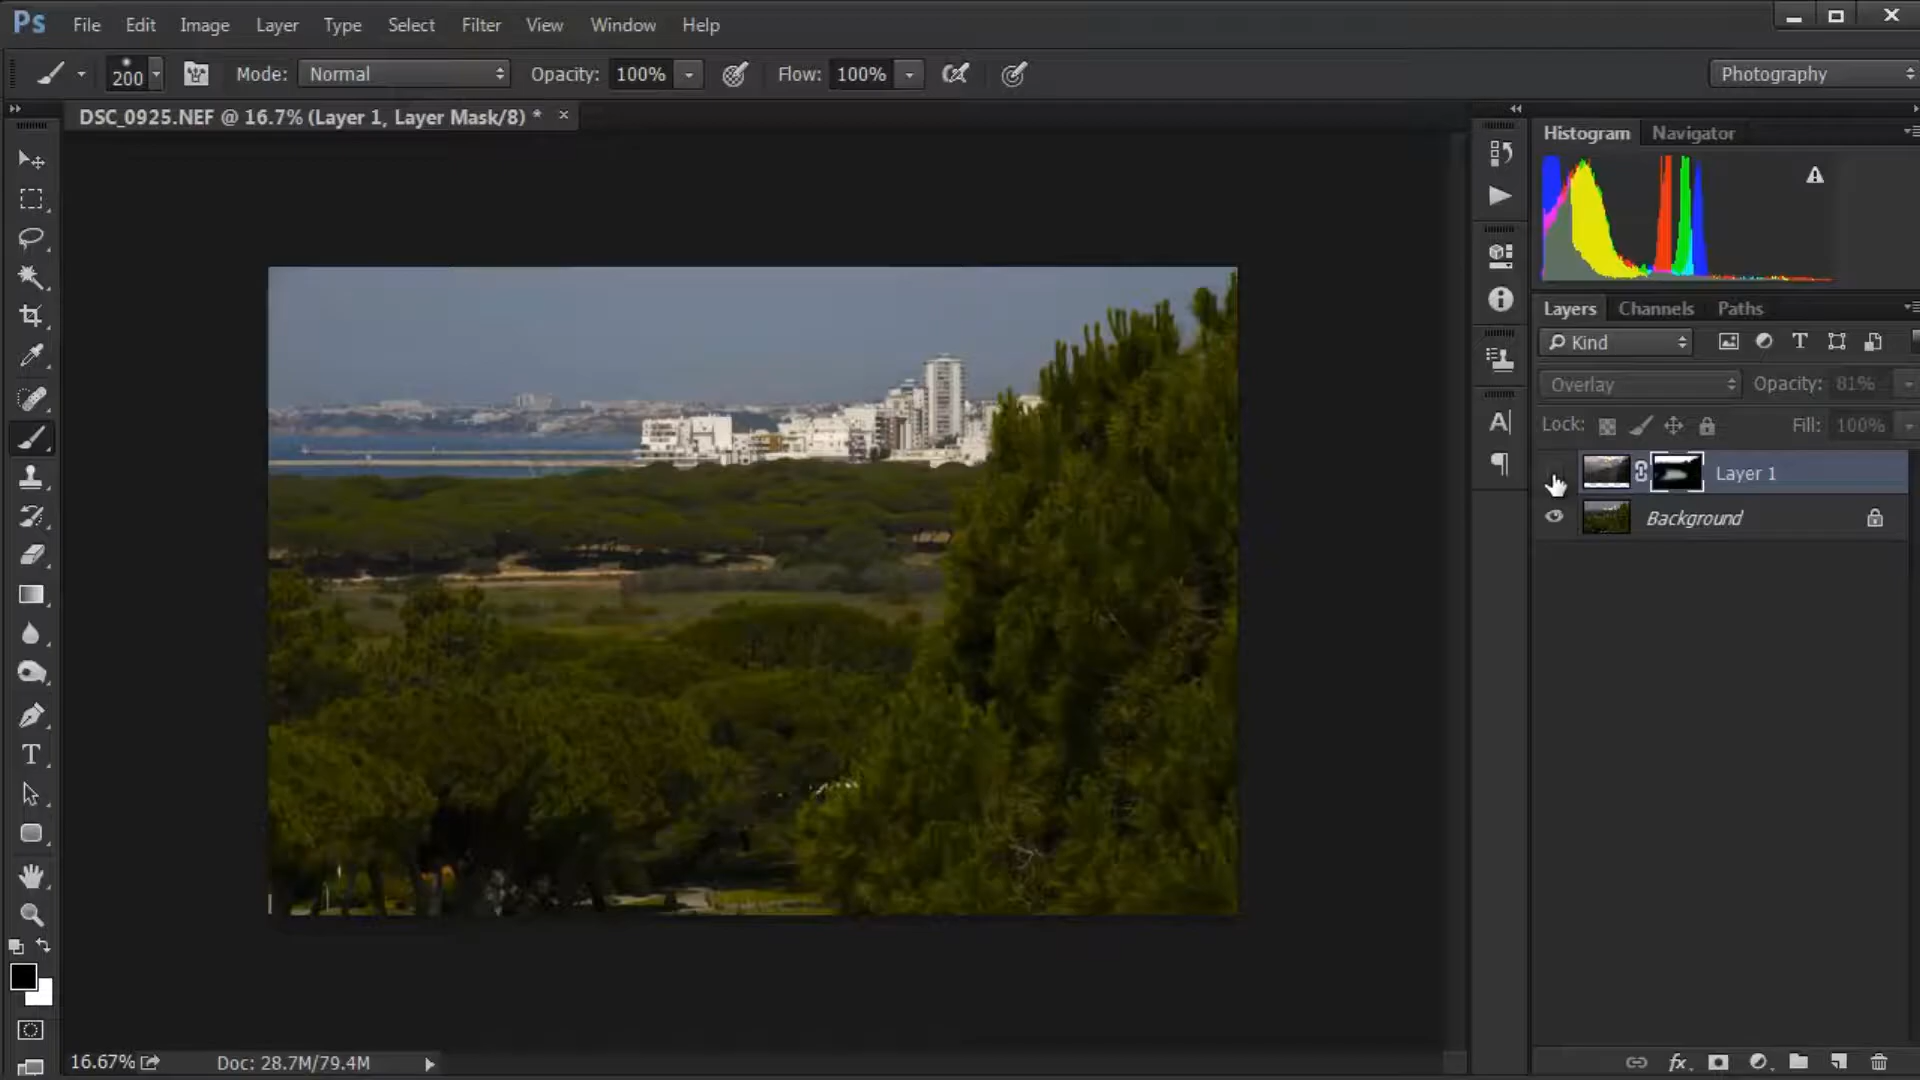 Ps File Edit Image Layer Type Select Filter View Window Help
200 Mode: Normal Opacity: 100% Flow: 100% Photography
DSC_0925.NEF @ 16.7% (Layer 1, Layer Mask/8) * ×
Histogram Navigator
Layers Channels Paths
Kind
Overlay Opacity: 81%
Lock: Fill: 100%
Layer 1
Background
16.67% Doc: 28.7M/79.4M